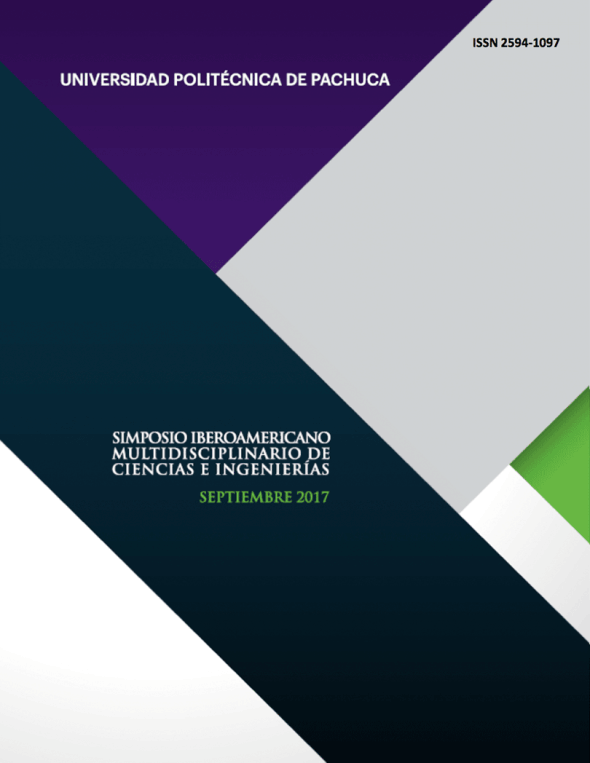 ISSN 2594-1097
UNIVERSIDAD POLITÉCNICA DE PACHUCA
SIMPOSIO IBEROAMERICANO
MULTIDISCIPLINARIO DE
CIENCIAS E INGENIERÍAS
SEPTIEMBRE 2017